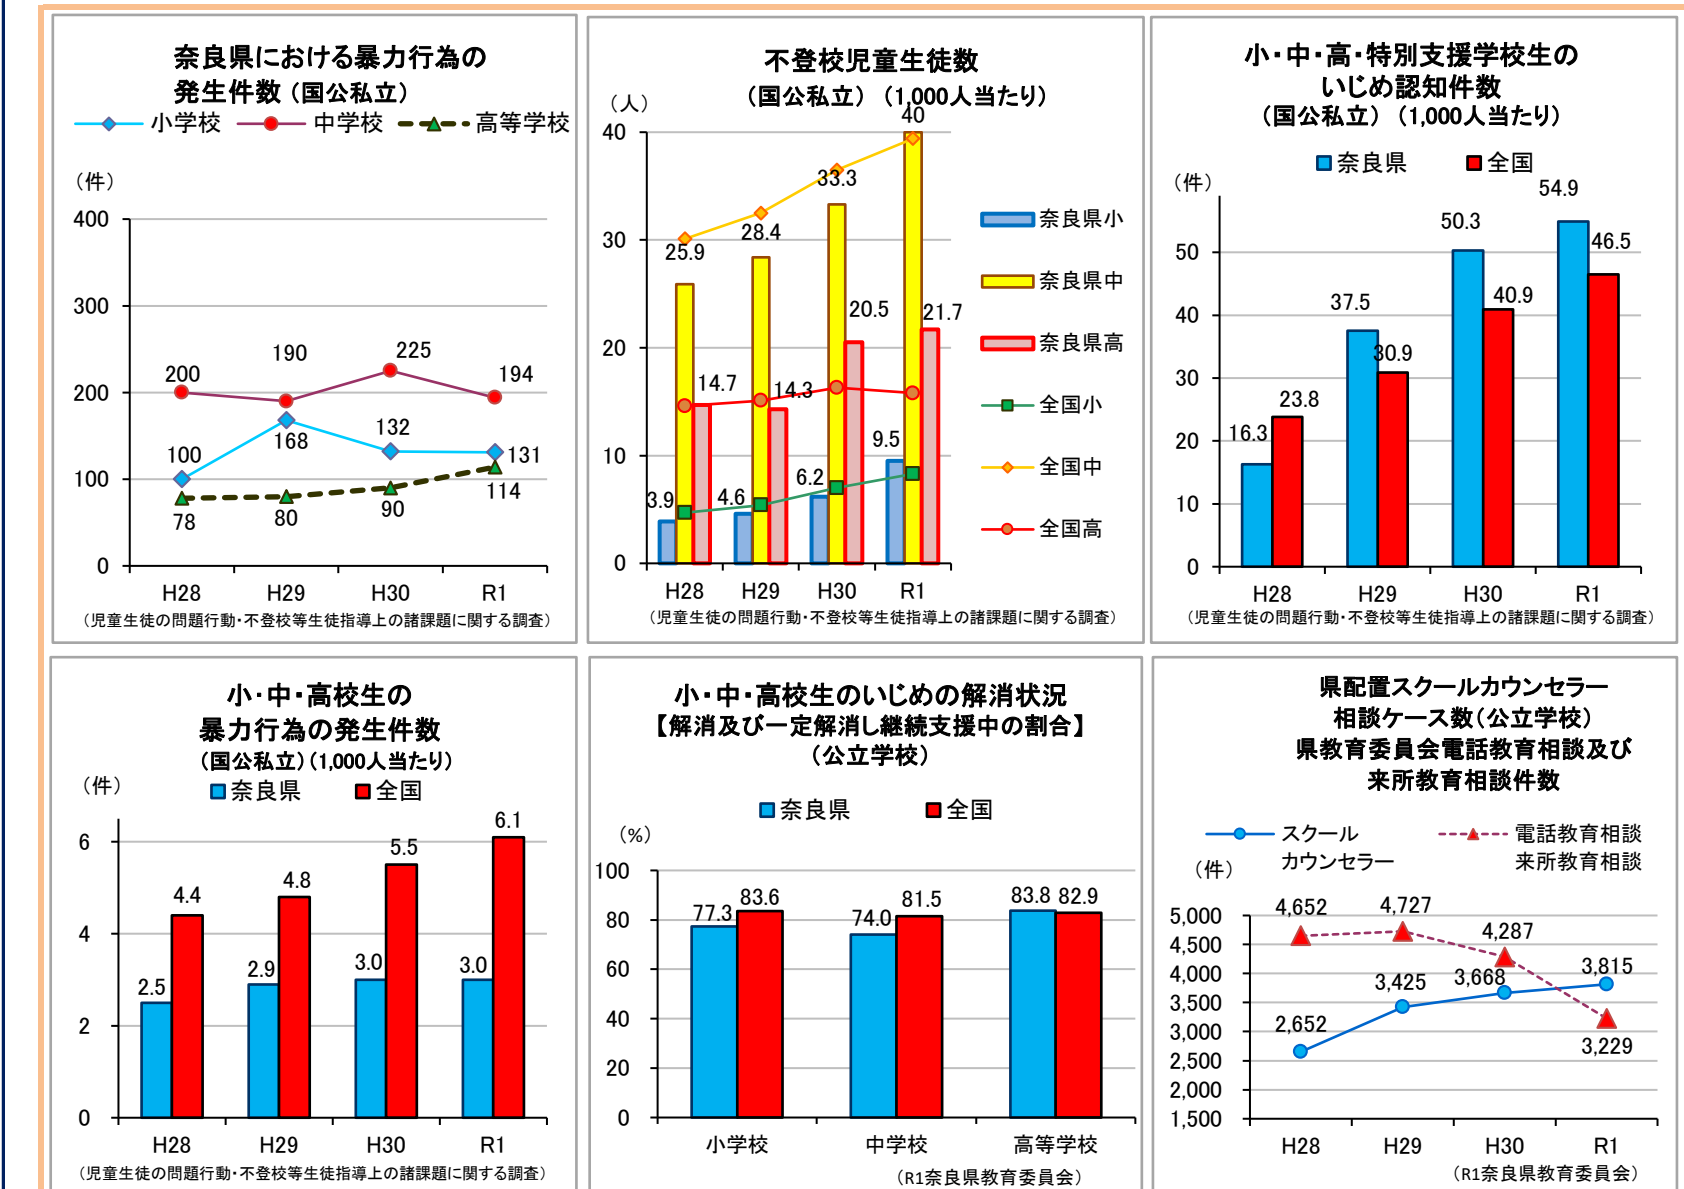 奈良県における暴力行為の
発生件数（国公私立）
小学校 中学校 高等学校
（件）
400
300
200
100
0
200 190 225 194
100 168 132 131
78 80 90 114
H28 H29 H30 R1
（児童生徒の問題行動･不登校等生徒指導上の諸課題に関する調査）
不登校児童生徒数
（国公私立）（1,000人当たり）
（人）
40
30
20
10
0
25.9 28.4 33.3 40
14.7 14.3 20.5 21.7
3.9 4.6 6.2 9.5
H28 H29 H30 R1
奈良県小
奈良県中
奈良県高
全国小
全国中
全国高
（児童生徒の問題行動･不登校等生徒指導上の諸課題に関する調査）
小・中・高・特別支援学校生の
いじめ認知件数
（国公私立）（1,000人当たり）
奈良県 全国
（件）
50
40
30
20
10
0
16.3 37.5 50.3 54.9
23.8 30.9 40.9 46.5
H28 H29 H30 R1
（児童生徒の問題行動･不登校等生徒指導上の諸課題に関する調査）
小・中・高校生の
暴力行為の発生件数
（国公私立）（1,000人当たり）
（件）
奈良県 全国
6
4
2
0
2.5 2.9 3.0 3.0
4.4 4.8 5.5 6.1
H28 H29 H30 R1
（児童生徒の問題行動･不登校等生徒指導上の諸課題に関する調査）
小・中・高校生のいじめの解消状況
【解消及び一定解消し継続支援中の割合】
（公立学校）
奈良県 全国
（%）
100
80
60
40
20
0
77.3 83.6 74.0 81.5 83.8 82.9
小学校 中学校 高等学校
（R1奈良県教育委員会）
県配置スクールカウンセラー
相談ケース数（公立学校）
県教育委員会電話教育相談及び
来所教育相談件数
スクール
カウンセラー
電話教育相談
来所教育相談
（件）
5,000
4,500
4,000
3,500
3,000
2,500
2,000
1,500
4,652 4,727 4,287 3,229
2,652 3,425 3,668 3,815
H28 H29 H30 R1
（R1奈良県教育委員会）